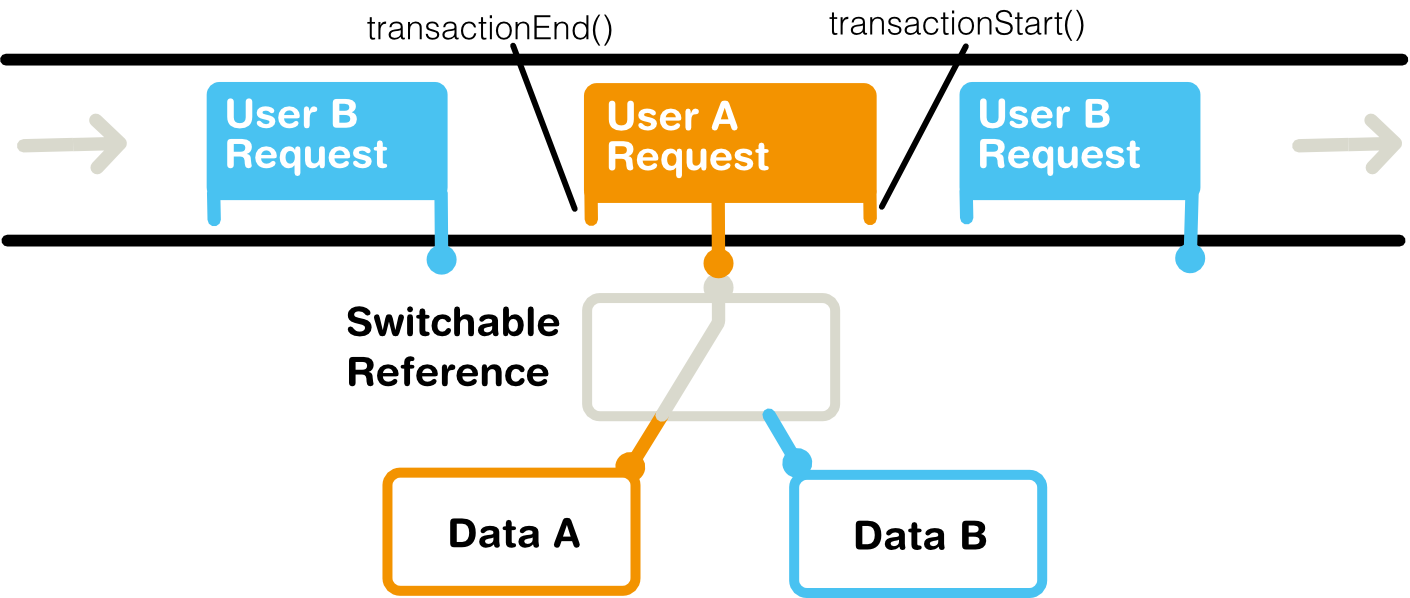 transactionEnd()
transactionStart()
User B
Request
User A
Request
User B
Request
Switchable
Reference
Data A
Data B